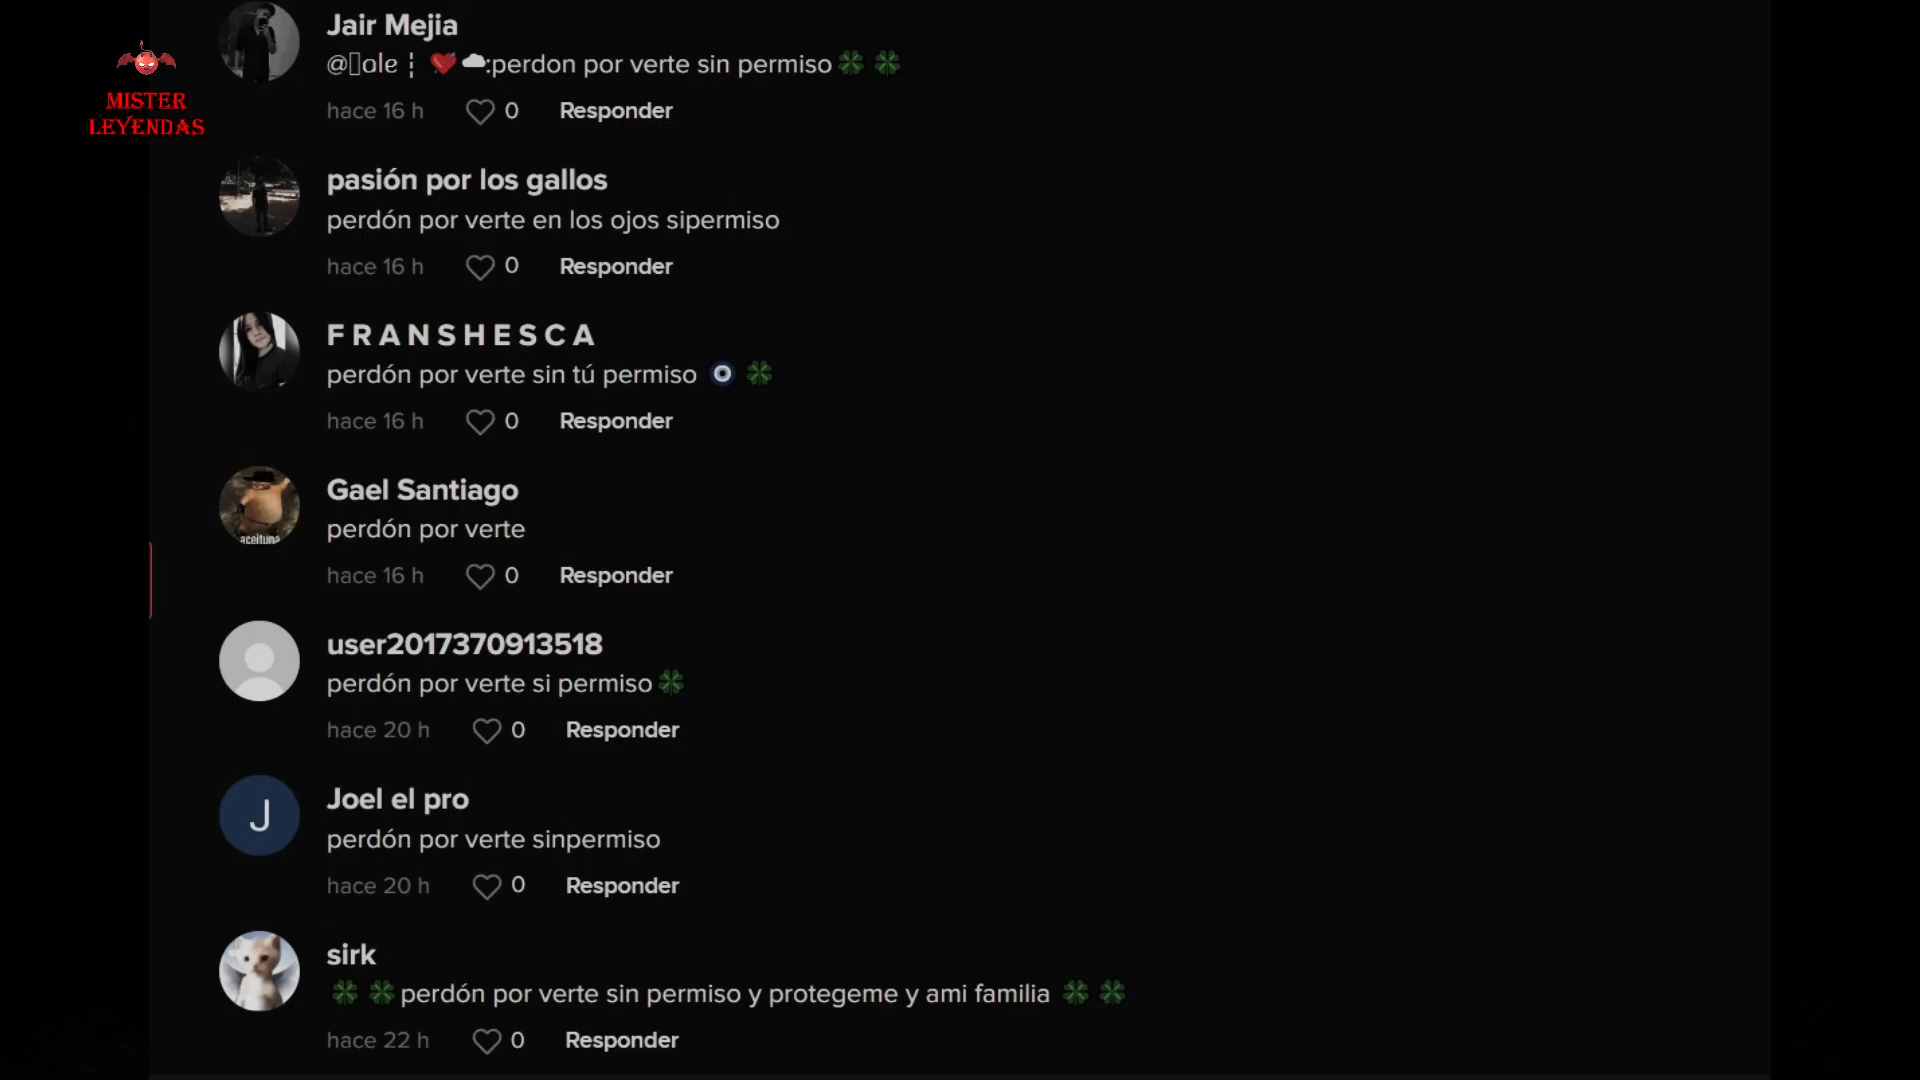 Jair Mejia
@▯ole ¦ 💘☁:perdon por verte sin permiso🍀 🍀
hace 16 h 0 Responder
MISTER
LEYENDAS
pasión por los gallos
perdón por verte en los ojos sipermiso
hace 16 h 0 Responder
F R A N S H E S C A
perdón por verte sin tú permiso 🧿 🍀
hace 16 h 0 Responder
Gael Santiago
perdón por verte
aceituna
hace 16 h 0 Responder
user2017370913518
perdón por verte si permiso🍀
hace 20 h 0 Responder
J
Joel el pro
perdón por verte sinpermiso
hace 20 h 0 Responder
sirk
🍀 🍀perdón por verte sin permiso y protegeme y ami familia 🍀 🍀
hace 22 h 0 Responder